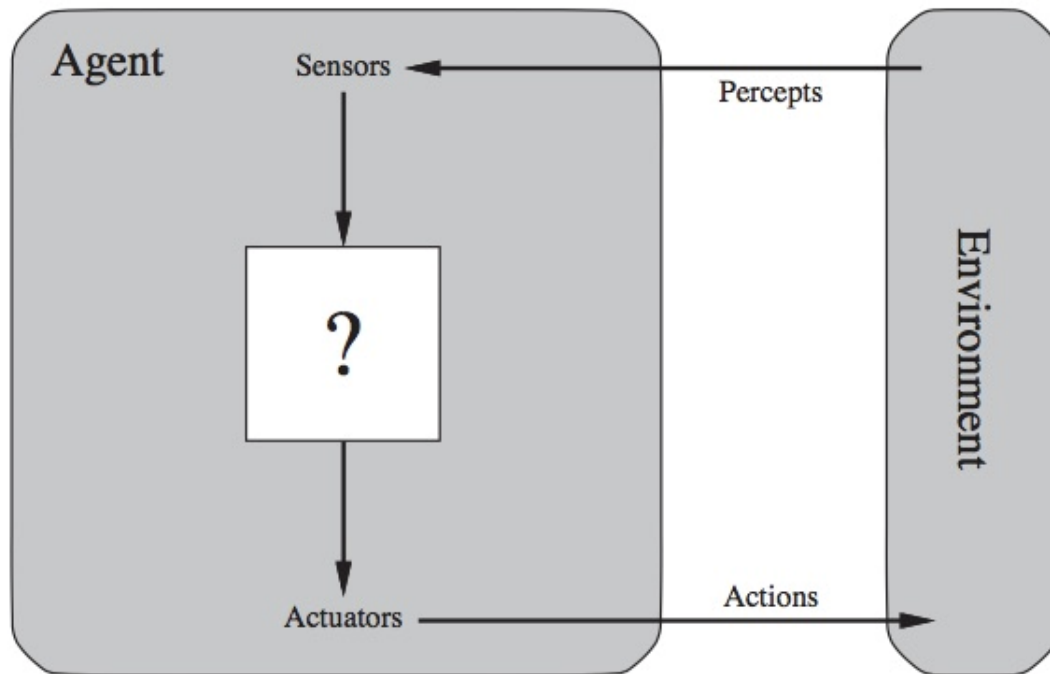 Agent
Sensors
Percepts
?
Environment
Actuators
Actions